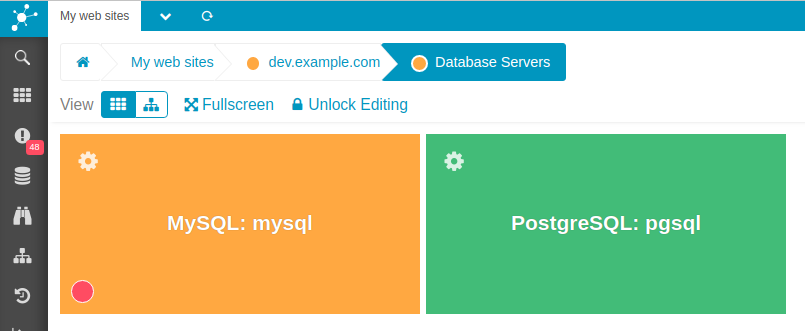 My web sites
My web sites dev.example.com Database Servers
View Fullscreen Unlock Editing
48
MySQL: mysql PostgreSQL: pgsql